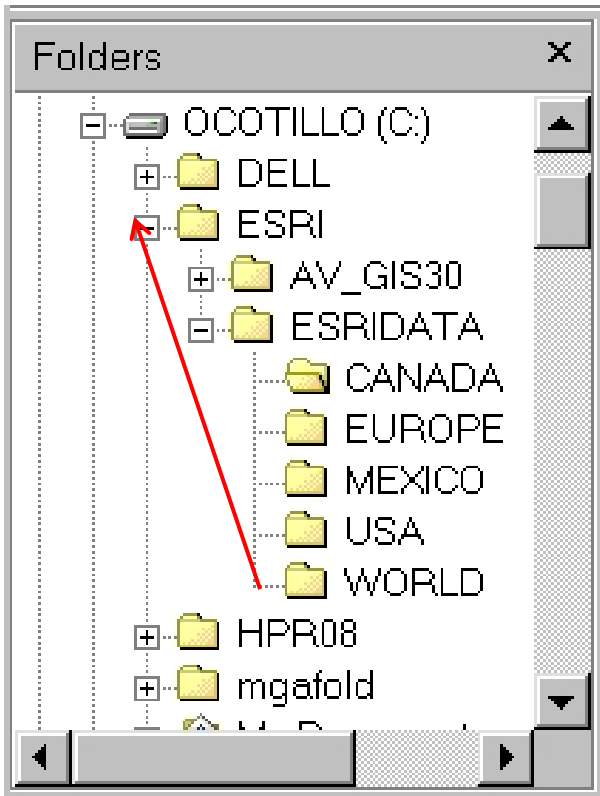 Folders
OCOTILLO (C:)
DELL
ESRI
AV_GIS30
ESRIDATA
CANADA
EUROPE
MEXICO
USA
WORLD
HPR08
mgafold